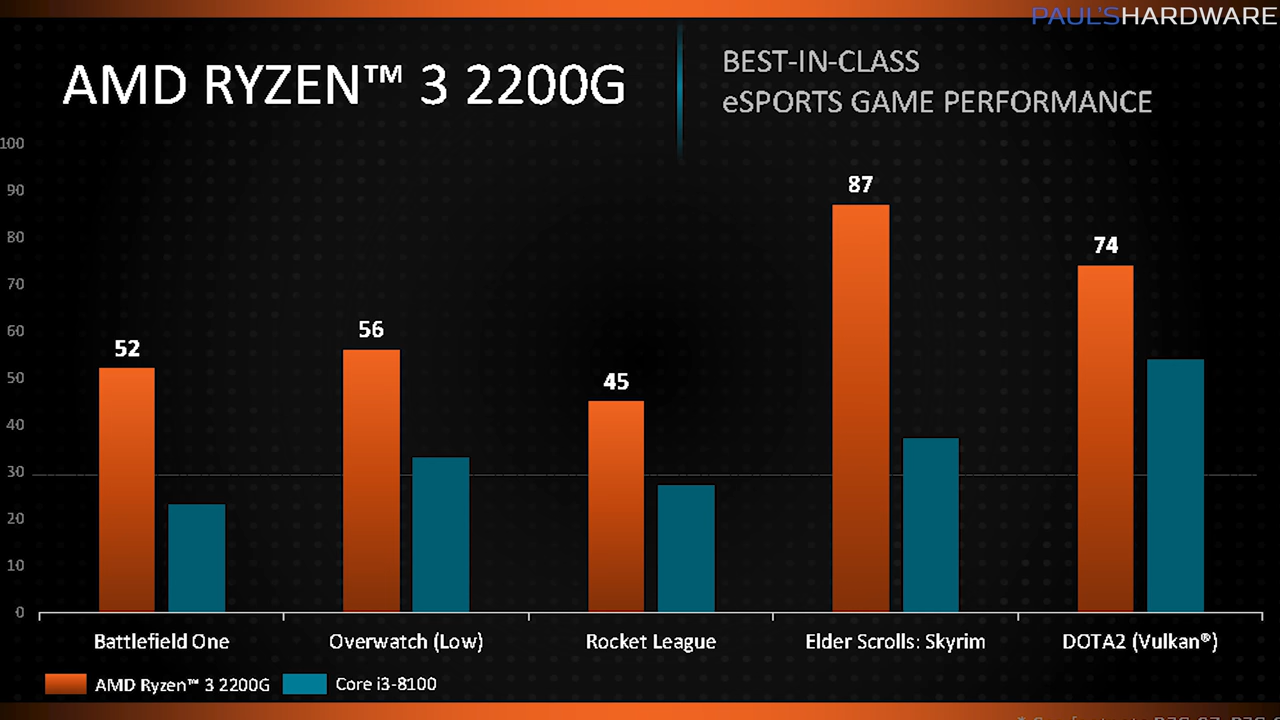 PAUL'SHARDWARE
AMD RYZEN™ 3 2200G
BEST-IN-CLASS
eSPORTS GAME PERFORMANCE
100
90
80
70
60
50
40
30
20
10
0
52
56
45
87
74
Battlefield One
Overwatch (Low)
Rocket League
Elder Scrolls: Skyrim
DOTA2 (Vulkan®)
AMD Ryzen™ 3 2200G
Core i3-8100